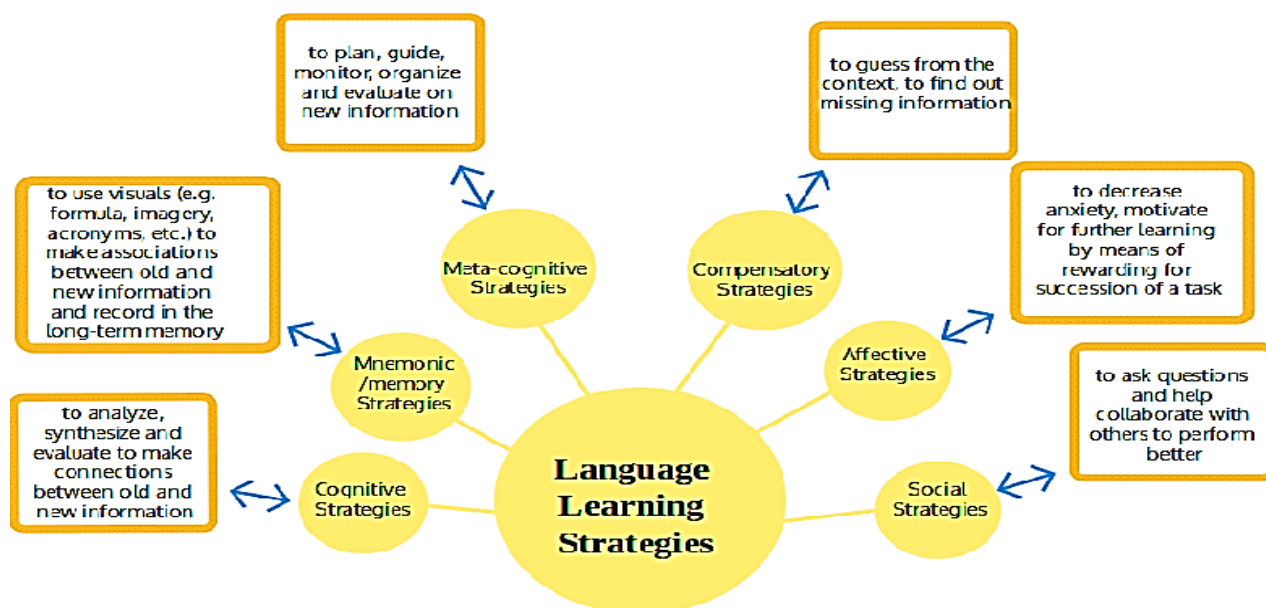 to plan, guide,
monitor, organize
and evaluate on
new information
to guess from the
context, to find out
missing information
to use visuals (e.g.
formula, imagery,
acronyms, etc.) to
make associations
between old and
new information
and record in the
long-term memory
to decrease
anxiety, motivate
for further learning
by means of
rewarding for
succession of a task
Meta-cognitive
Strategies
Compensatory
Strategies
Mnemonic
/memory
Strategies
Affective
Strategies
to analyze,
synthesize and
evaluate to make
connections
between old and
new information
to ask questions
and help
collaborate with
others to perform
better
Cognitive
Strategies
Language
Learning
Strategies
Social
Strategies